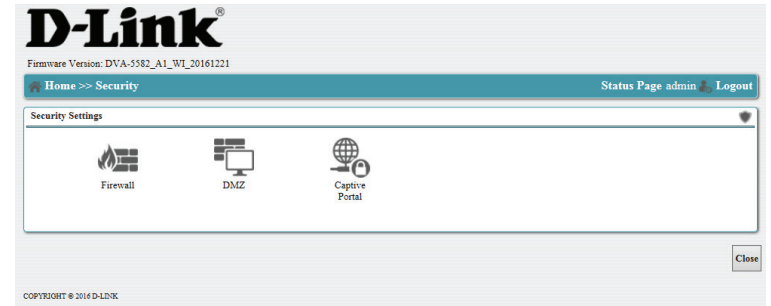 D-Link®
Firmware Version: DVA-5582_A1_WI_20161221
Home >> Security Status Page admin Logout
Security Settings
Firewall DMZ Captive
Portal
Close
COPYRIGHT © 2016 D-LINK